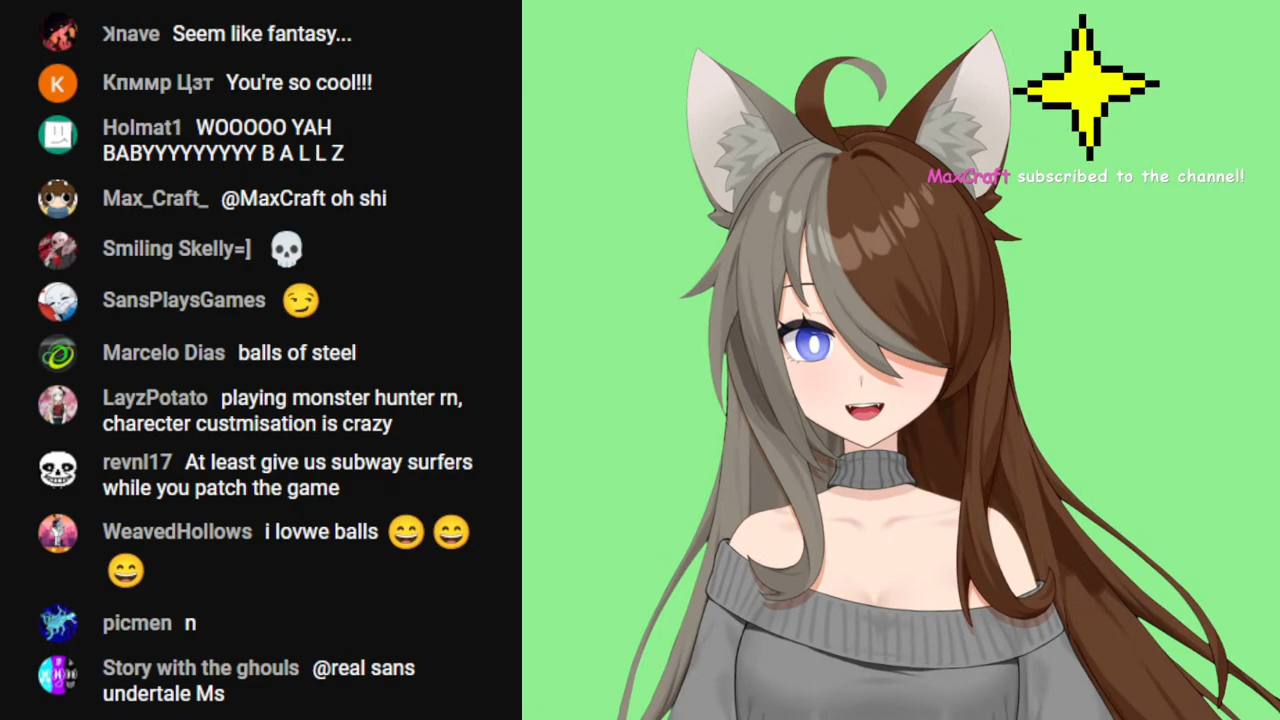 Knave Seem like fantasy...
Кпммр Цзт You're so cool!!!
Holmat1 WOOOOO YAH
BABYYYYYYYYY B A L L Z
Max_Craft_ @MaxCraft oh shi
Smiling Skelly=] 💀
SansPlaysGames 😏
Marcelo Dias balls of steel
LayzPotato playing monster hunter rn,
charecter custmisation is crazy
revnl17 At least give us subway surfers
while you patch the game
WeavedHollows i lovwe balls 😄 😄
😄
picmen n
Story with the ghouls @real sans
undertale Ms
K
MaxCraft subscribed to the channel!